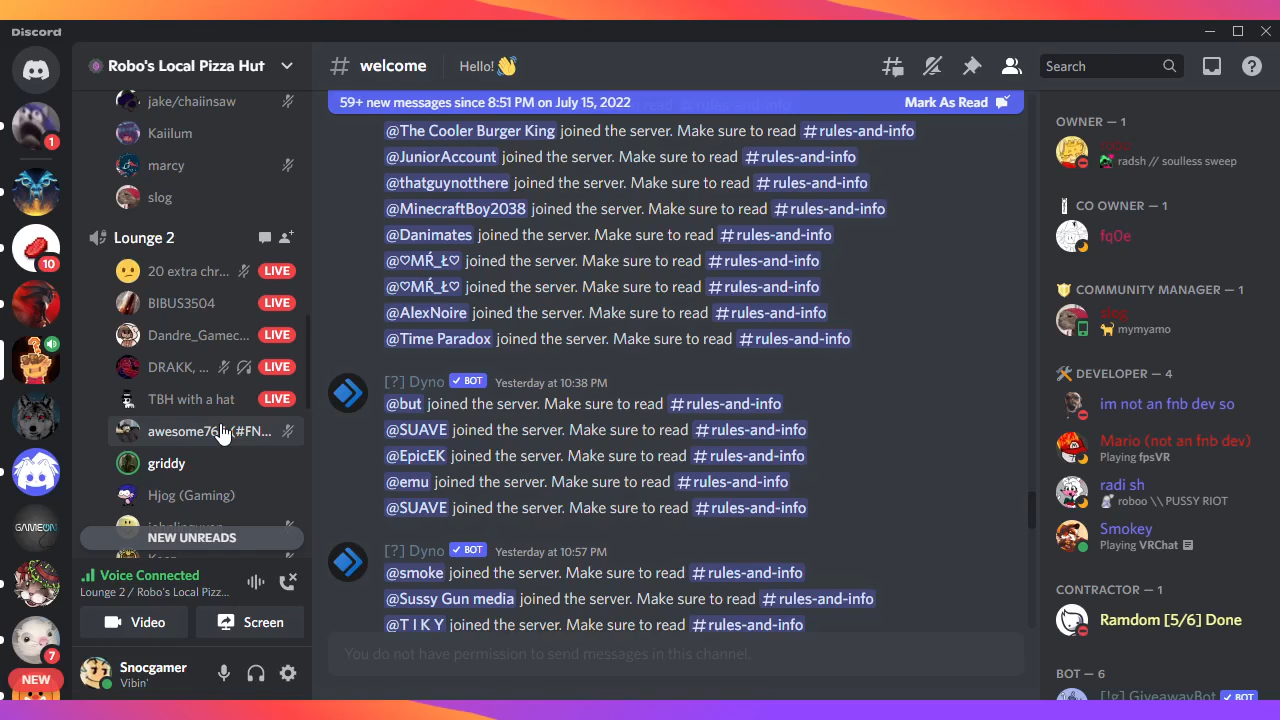 Discord
Robo's Local Pizza Hut
jake/chaiinsaw
Kaiilum
marcy
slog
Lounge 2
20 extra chr... LIVE
BIBUS3504 LIVE
Dandre_Gamec... LIVE
DRAKK, ... LIVE
TBH with a hat LIVE
awesome76 (#FN...
griddy
Hjog (Gaming)
NEW UNREADS
Voice Connected
Lounge 2 / Robo's Local Pizz...
Video
Screen
Snocgamer
Vibin'
1
10
GAMEON
7
NEW
# welcome
Hello!👋
Search
59+ new messages since 8:51 PM on July 15, 2022 Mark As Read
@The Cooler Burger King joined the server. Make sure to read #rules-and-info
@JuniorAccount joined the server. Make sure to read #rules-and-info
@thatguynotthere joined the server. Make sure to read #rules-and-info
@MinecraftBoy2038 joined the server. Make sure to read #rules-and-info
@Danimates joined the server. Make sure to read #rules-and-info
@♡MŘ_Ł♡ joined the server. Make sure to read #rules-and-info
@♡MŘ_Ł♡ joined the server. Make sure to read #rules-and-info
@AlexNoire joined the server. Make sure to read #rules-and-info
@Time Paradox joined the server. Make sure to read #rules-and-info
[?] Dyno BOT Yesterday at 10:38 PM
@but joined the server. Make sure to read #rules-and-info
@SUAVE joined the server. Make sure to read #rules-and-info
@EpicEK joined the server. Make sure to read #rules-and-info
@emu joined the server. Make sure to read #rules-and-info
@SUAVE joined the server. Make sure to read #rules-and-info
[?] Dyno BOT Yesterday at 10:57 PM
@smoke joined the server. Make sure to read #rules-and-info
@Sussy Gun media joined the server. Make sure to read #rules-and-info
@T I K Y joined the server. Make sure to read #rules-and-info
You do not have permission to send messages in this channel.
OWNER — 1
radsh // soulless sweep
CO OWNER — 1
fq0e
COMMUNITY MANAGER — 1
slog
mymyamo
DEVELOPER — 4
im not an fnb dev so
Mario (not an fnb dev)
Playing fpsVR
radi sh
roboo \\ PUSSY RIOT
Smokey
Playing VRChat
CONTRACTOR — 1
Ramdom [5/6] Done
BOT — 6
[!g] GiveawayBot BOT